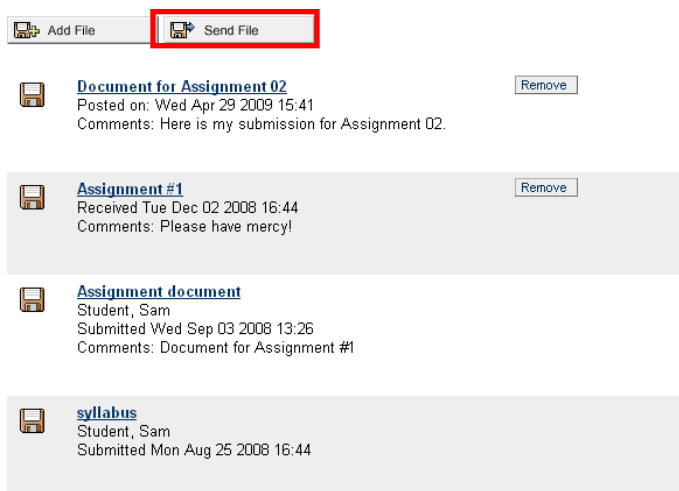 Add File
Send File
Document for Assignment 02
Remove
Posted on: Wed Apr 29 2009 15:41
Comments: Here is my submission for Assignment 02.
Assignment #1
Remove
Received Tue Dec 02 2008 16:44
Comments: Please have mercy!
Assignment document
Student, Sam
Submitted Wed Sep 03 2008 13:26
Comments: Document for Assignment #1
syllabus
Student, Sam
Submitted Mon Aug 25 2008 16:44